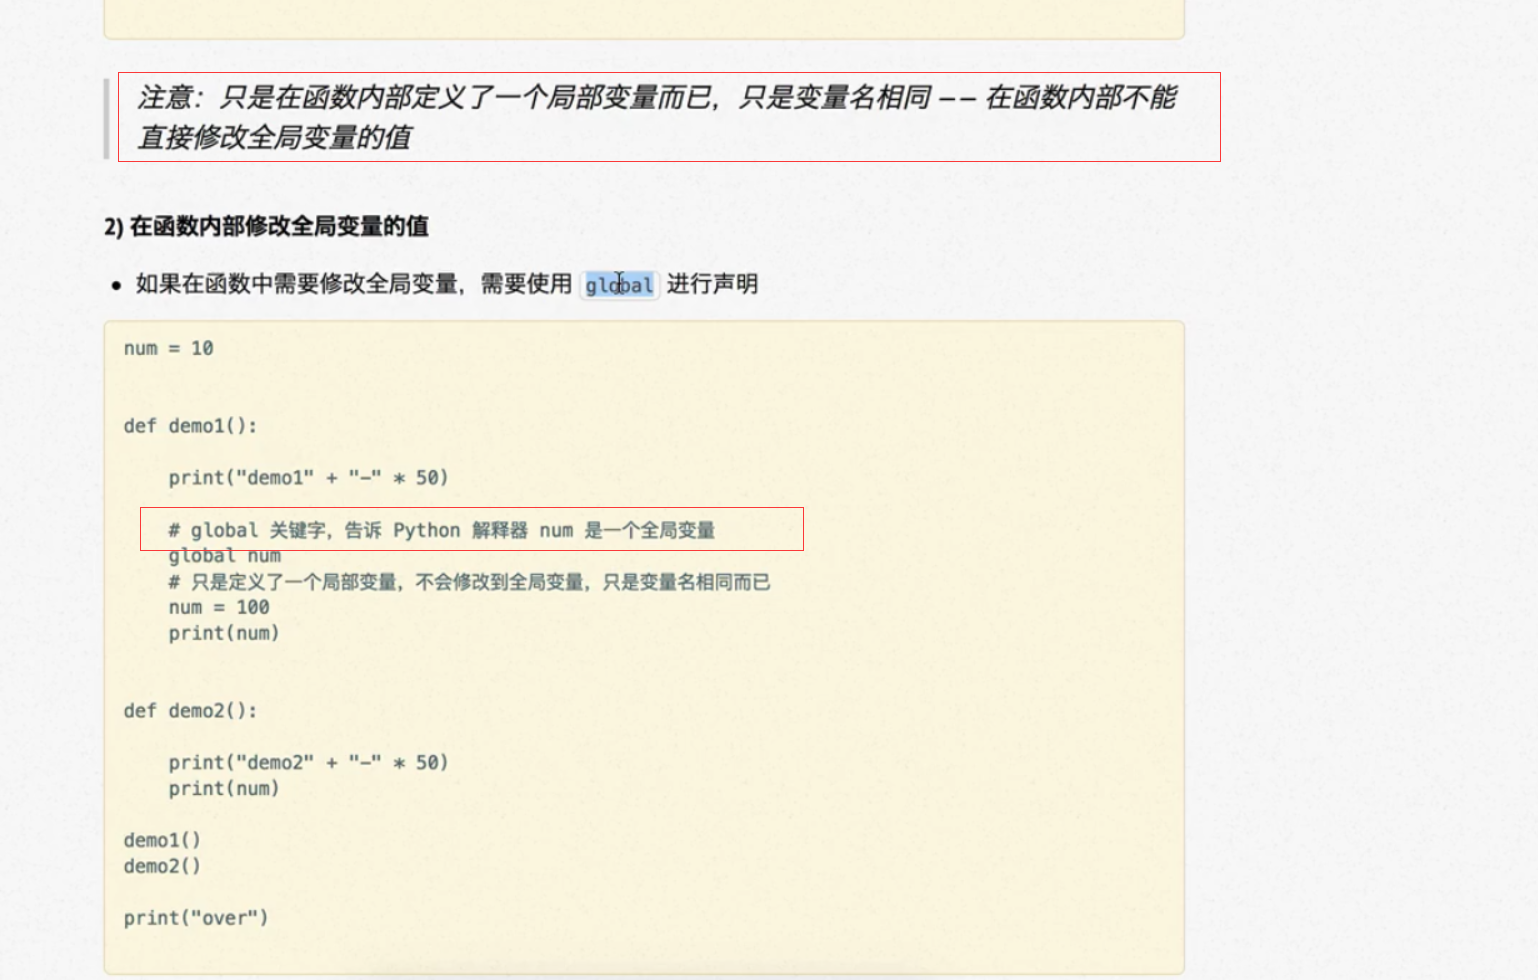 注意：只是在函数内部定义了一个局部变量而已，只是变量名相同 -- 在函数内部不能
直接修改全局变量的值
2) 在函数内部修改全局变量的值
• 如果在函数中需要修改全局变量，需要使用 global 进行声明
num = 10
def demo1():
print("demo1" + "-" * 50)
# global 关键字，告诉 Python 解释器 num 是一个全局变量
global num
# 只是定义了一个局部变量，不会修改到全局变量，只是变量名相同而已
num = 100
print(num)
def demo2():
print("demo2" + "-" * 50)
print(num)
demo1()
demo2()
print("over")